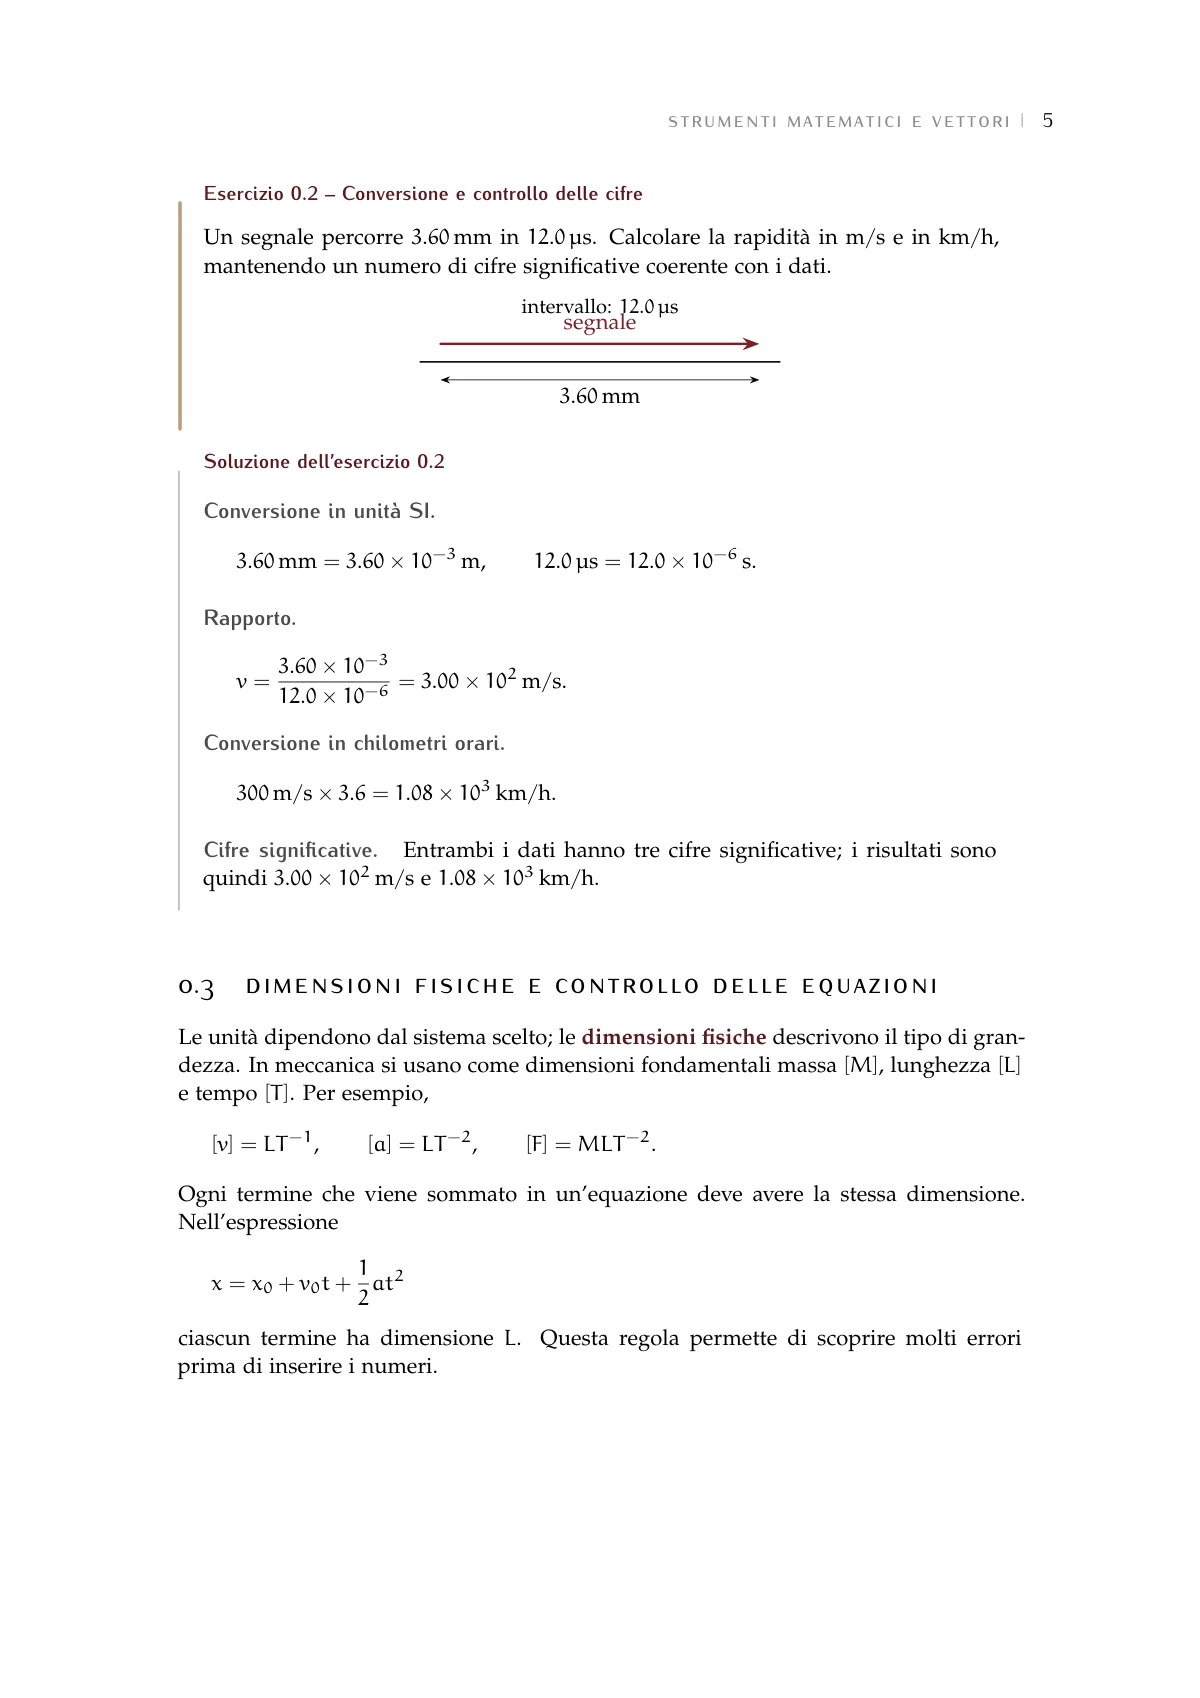 STRUMENTI MATEMATICI E VETTORI | 5
Esercizio 0.2 – Conversione e controllo delle cifre
Un segnale percorre 3.60 mm in 12.0 µs. Calcolare la rapidità in m/s e in km/h,
mantenendo un numero di cifre significative coerente con i dati.
intervallo: 12.0 µs
segnale
3.60 mm
Soluzione dell'esercizio 0.2
Conversione in unità SI.
3.60 mm = 3.60 × 10⁻³ m, 12.0 µs = 12.0 × 10⁻⁶ s.
Rapporto.
v = (3.60 × 10⁻³)/(12.0 × 10⁻⁶) = 3.00 × 10² m/s.
Conversione in chilometri orari.
300 m/s × 3.6 = 1.08 × 10³ km/h.
Cifre significative. Entrambi i dati hanno tre cifre significative; i risultati sono
quindi 3.00 × 10² m/s e 1.08 × 10³ km/h.
0.3 DIMENSIONI FISICHE E CONTROLLO DELLE EQUAZIONI
Le unità dipendono dal sistema scelto; le dimensioni fisiche descrivono il tipo di gran-
dezza. In meccanica si usano come dimensioni fondamentali massa [M], lunghezza [L]
e tempo [T]. Per esempio,
[v] = LT⁻¹, [a] = LT⁻², [F] = MLT⁻².
Ogni termine che viene sommato in un'equazione deve avere la stessa dimensione.
Nell'espressione
x = x₀ + v₀t + ½at²
ciascun termine ha dimensione L. Questa regola permette di scoprire molti errori
prima di inserire i numeri.